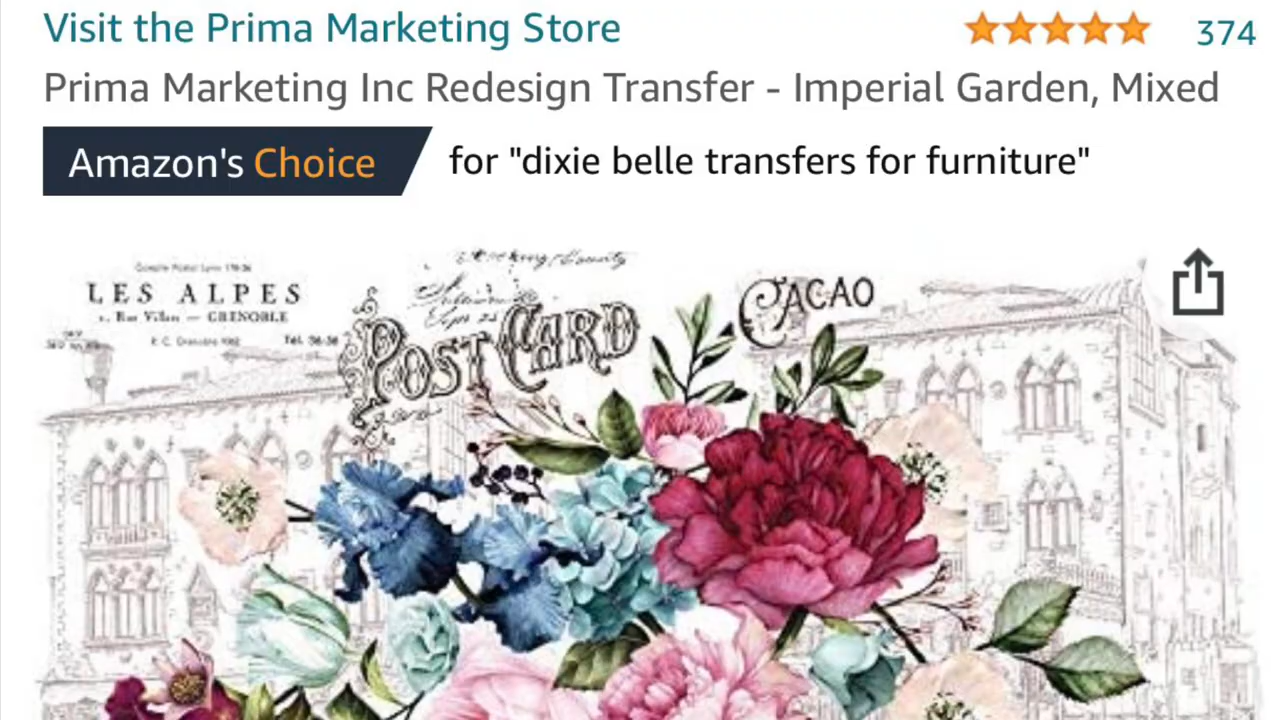 Visit the Prima Marketing Store
374
Prima Marketing Inc Redesign Transfer - Imperial Garden, Mixed
Amazon's Choice for "dixie belle transfers for furniture"
LES ALPES
GRENOBLE
POST CARD
CACAO